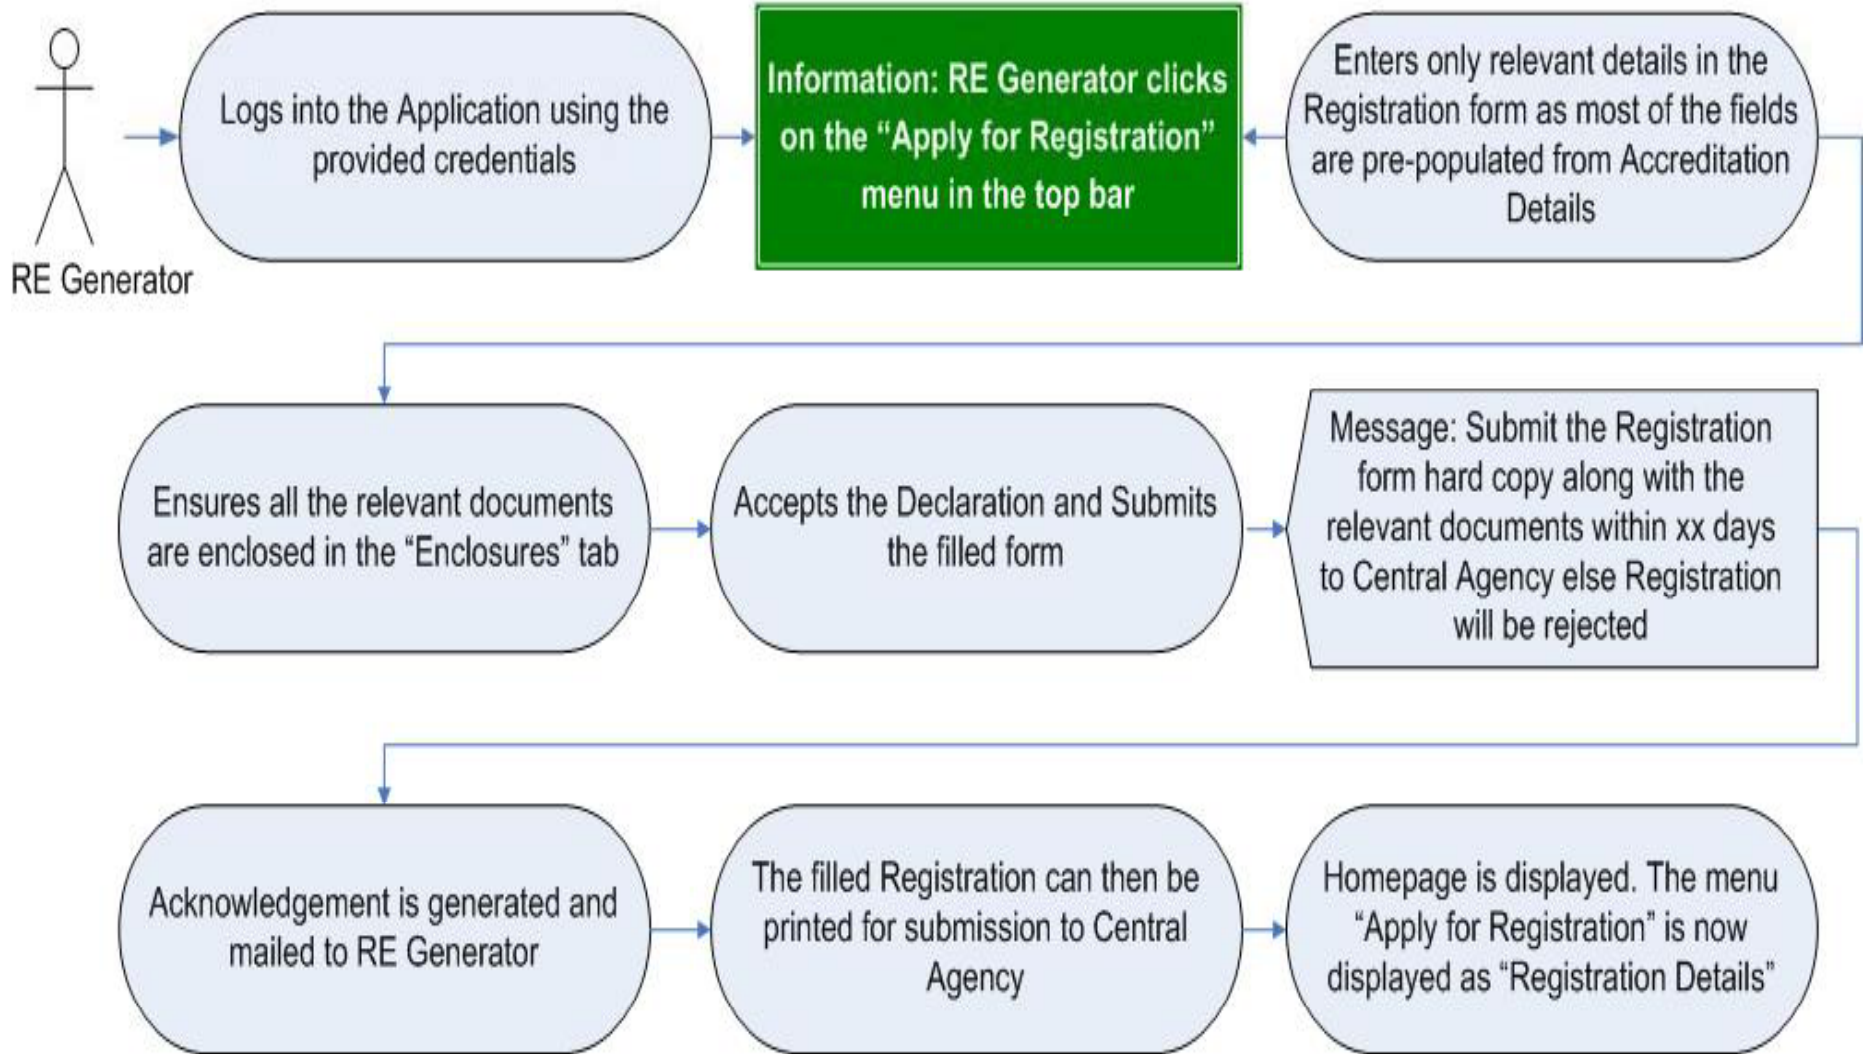 Logs into the Application using the
provided credentials
Information: RE Generator clicks
on the “Apply for Registration”
menu in the top bar
Enters only relevant details in the
Registration form as most of the fields
are pre-populated from Accreditation
Details
RE Generator
Ensures all the relevant documents
are enclosed in the “Enclosures” tab
Accepts the Declaration and Submits
the filled form
Message: Submit the Registration
form hard copy along with the
relevant documents within xx days
to Central Agency else Registration
will be rejected
Acknowledgement is generated and
mailed to RE Generator
The filled Registration can then be
printed for submission to Central
Agency
Homepage is displayed. The menu
“Apply for Registration” is now
displayed as “Registration Details”